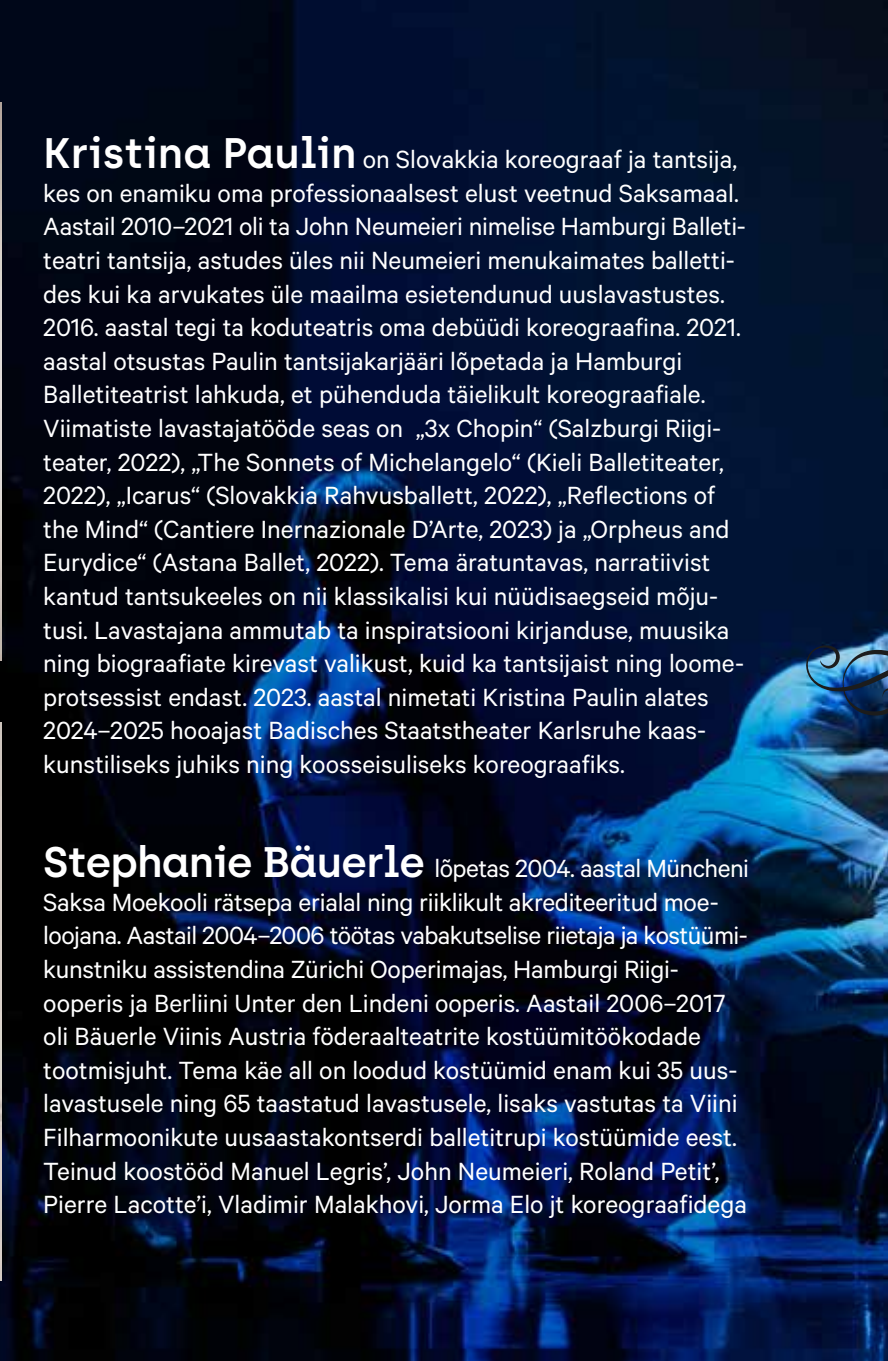 Kristina Paulin on Slovakkia koreograaf ja tantsija,
kes on enamiku oma professionaalsest elust veetnud Saksamaal.
Aastail 2010–2021 oli ta John Neumeieri nimelise Hamburgi Balleti-
teatri tantsija, astudes üles nii Neumeieri menukaimates balletti-
des kui ka arvukates üle maailma esietendunud uuslavastustes.
2016. aastal tegi ta koduteatris oma debüüdi koreograafina. 2021.
aastal otsustas Paulin tantsijakarjääri lõpetada ja Hamburgi
Balletiteatrist lahkuda, et pühenduda täielikult koreograafiale.
Viimatiste lavastajatööde seas on „3x Chopin“ (Salzburgi Riigi-
teater, 2022), „The Sonnets of Michelangelo“ (Kieli Balletiteater,
2022), „Icarus“ (Slovakkia Rahvusballett, 2022), „Reflections of
the Mind“ (Cantiere Inernazionale D’Arte, 2023) ja „Orpheus and
Eurydice“ (Astana Ballet, 2022). Tema äratuntavas, narratiivist
kantud tantsukeeles on nii klassikalisi kui nüüdisaegseid mõju-
tusi. Lavastajana ammutab ta inspiratsiooni kirjanduse, muusika
ning biograafiate kirevast valikust, kuid ka tantsijaist ning loome-
protsessist endast. 2023. aastal nimetati Kristina Paulin alates
2024–2025 hooajast Badisches Staatstheater Karlsruhe kaas-
kunstiliseks juhiks ning koosseisuliseks koreograafiks.
Stephanie Bäuerle lõpetas 2004. aastal Müncheni
Saksa Moekooli rätsepa erialal ning riiklikult akrediteeritud moe-
loojana. Aastail 2004–2006 töötas vabakutselise riietaja ja kostüümi-
kunstniku assistendina Zürichi Ooperimajas, Hamburgi Riigi-
ooperis ja Berliini Unter den Lindeni ooperis. Aastail 2006–2017
oli Bäuerle Viinis Austria föderaalteatrite kostüümitöökodade
tootmisjuht. Tema käe all on loodud kostüümid enam kui 35 uus-
lavastusele ning 65 taastatud lavastusele, lisaks vastutas ta Viini
Filharmoonikute uusaastakontserdi balletitrupi kostüümide eest.
Teinud koostööd Manuel Legris’, John Neumeieri, Roland Petit’,
Pierre Lacotte’i, Vladimir Malakhovi, Jorma Elo jt koreograafidega